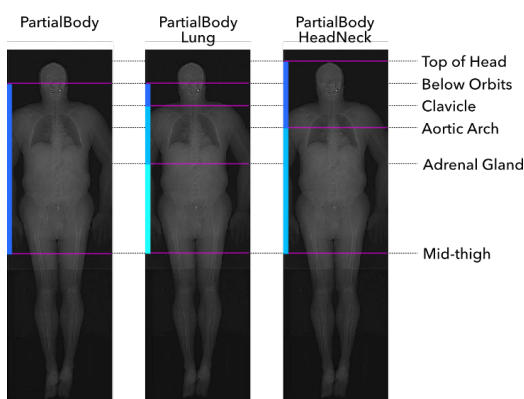 PartialBody
PartialBody
Lung
PartialBody
HeadNeck
Top of Head
Below Orbits
Clavicle
Aortic Arch
Adrenal Gland
Mid-thigh